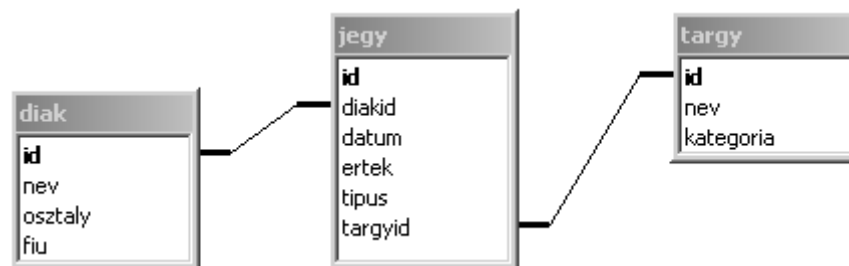 diak
id
nev
osztaly
fiu
jegy
id
diakid
datum
ertek
tipus
targyid
targy
id
nev
kategoria